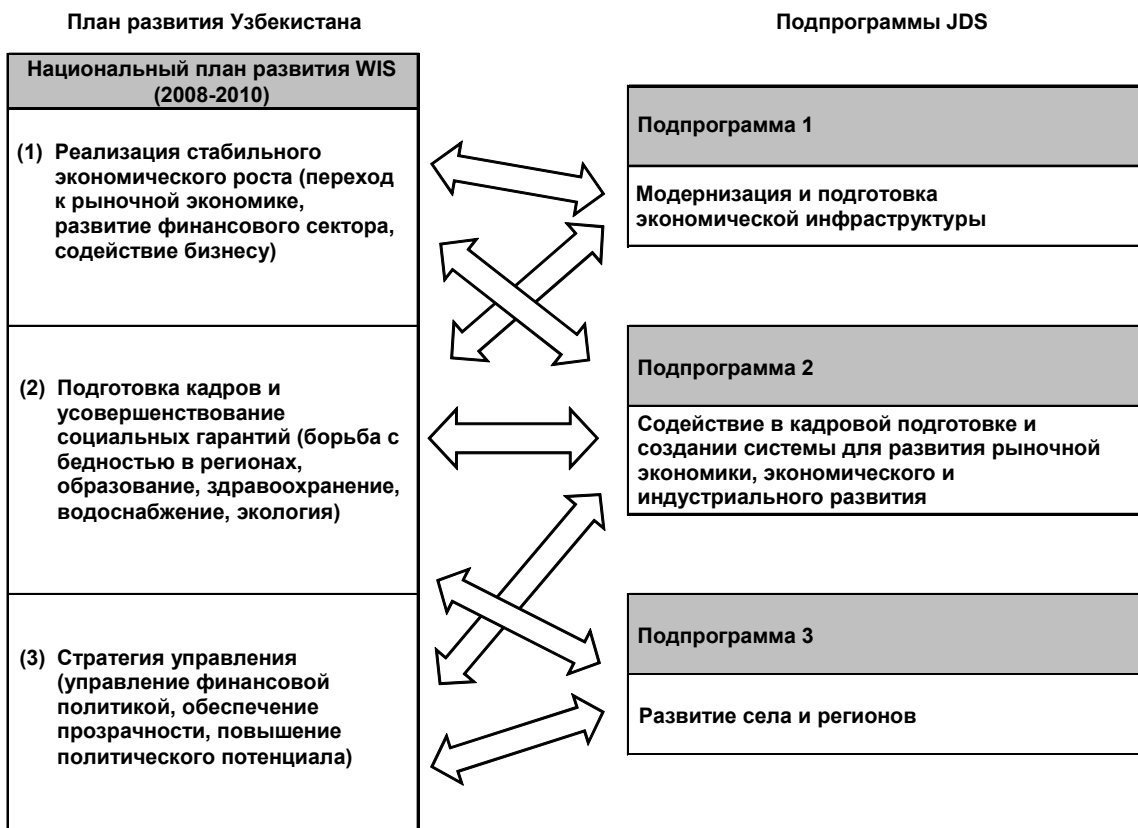 План развития Узбекистана
Подпрограммы JDS
Национальный план развития WIS
(2008-2010)
(1) Реализация стабильного
экономического роста (переход
к рыночной экономике,
развитие финансового сектора,
содействие бизнесу)
(2) Подготовка кадров и
усовершенствование
социальных гарантий (борьба с
бедностью в регионах,
образование, здравоохранение,
водоснабжение, экология)
(3) Стратегия управления
(управление финансовой
политикой, обеспечение
прозрачности, повышение
политического потенциала)
Подпрограмма 1
Модернизация и подготовка
экономической инфраструктуры
Подпрограмма 2
Содействие в кадровой подготовке и
создании системы для развития рыночной
экономики, экономического и
индустриального развития
Подпрограмма 3
Развитие села и регионов